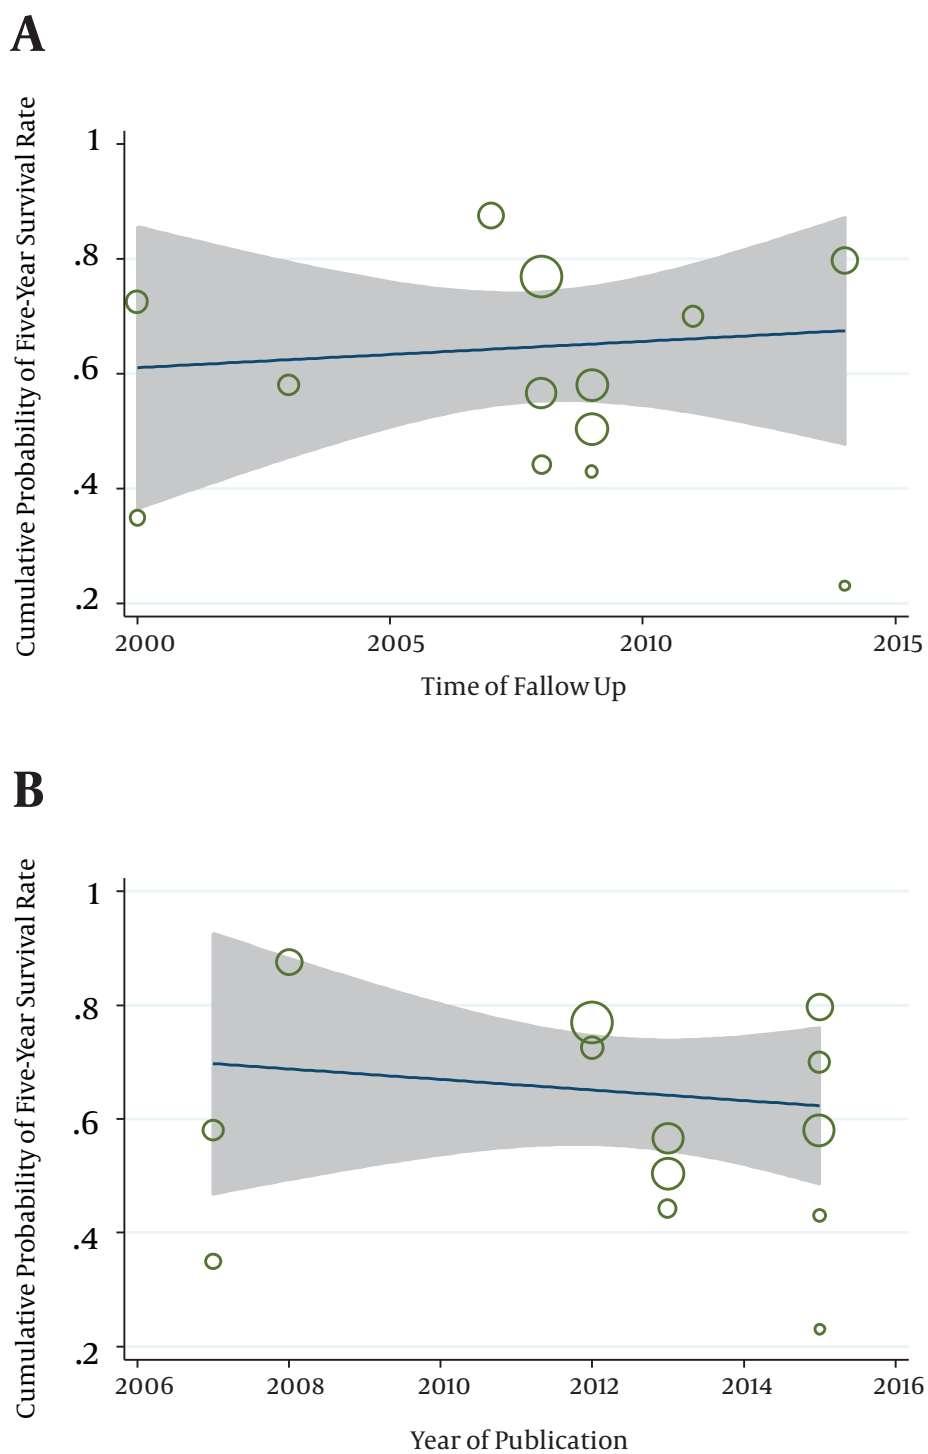 A
Cumulative Probability of Five-Year Survival Rate
1
.8
.6
.4
.2
2000 2005 2010 2015
Time of Fallow Up
B
Cumulative Probability of Five-Year Survival Rate
1
.8
.6
.4
.2
2006 2008 2010 2012 2014 2016
Year of Publication